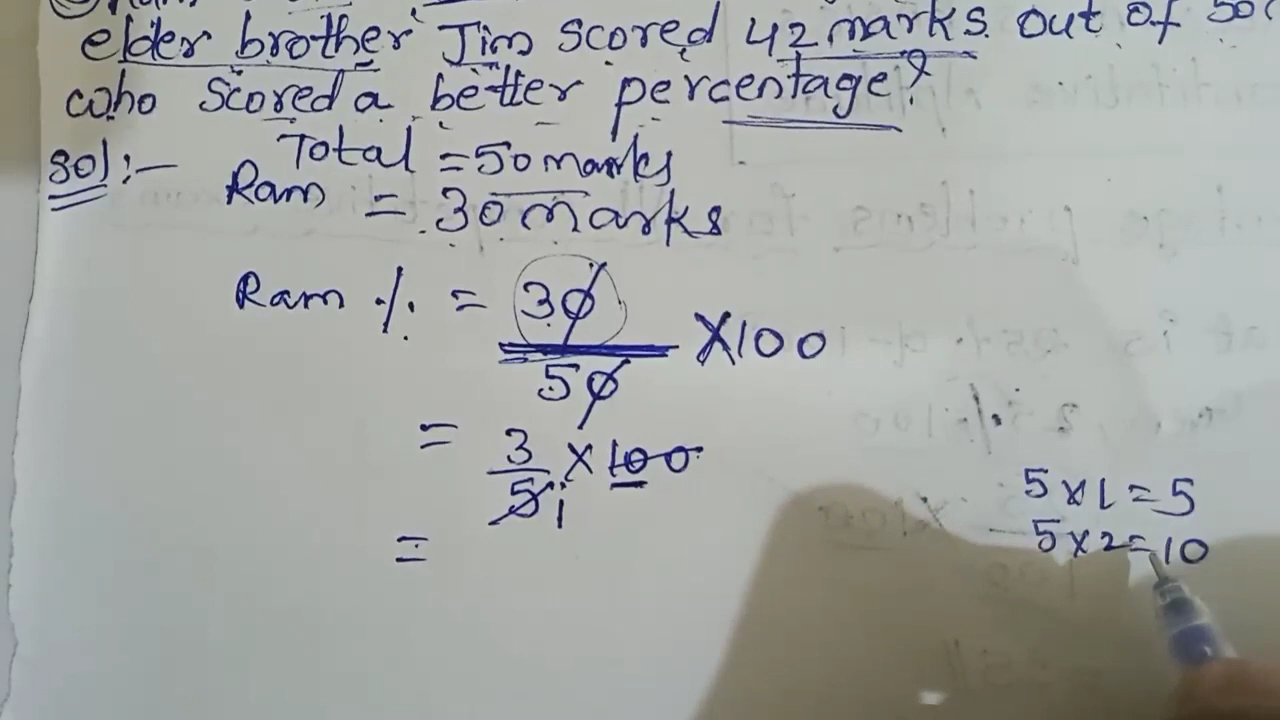 elder brother Jim scored 42 marks out of 50
who scored a better percentage?
Sol:-
Total = 50 marks
Ram = 30 marks
Ram % = 30/50 ×100
= 3/5 1 × 100
=
5×1=5
5×2=10